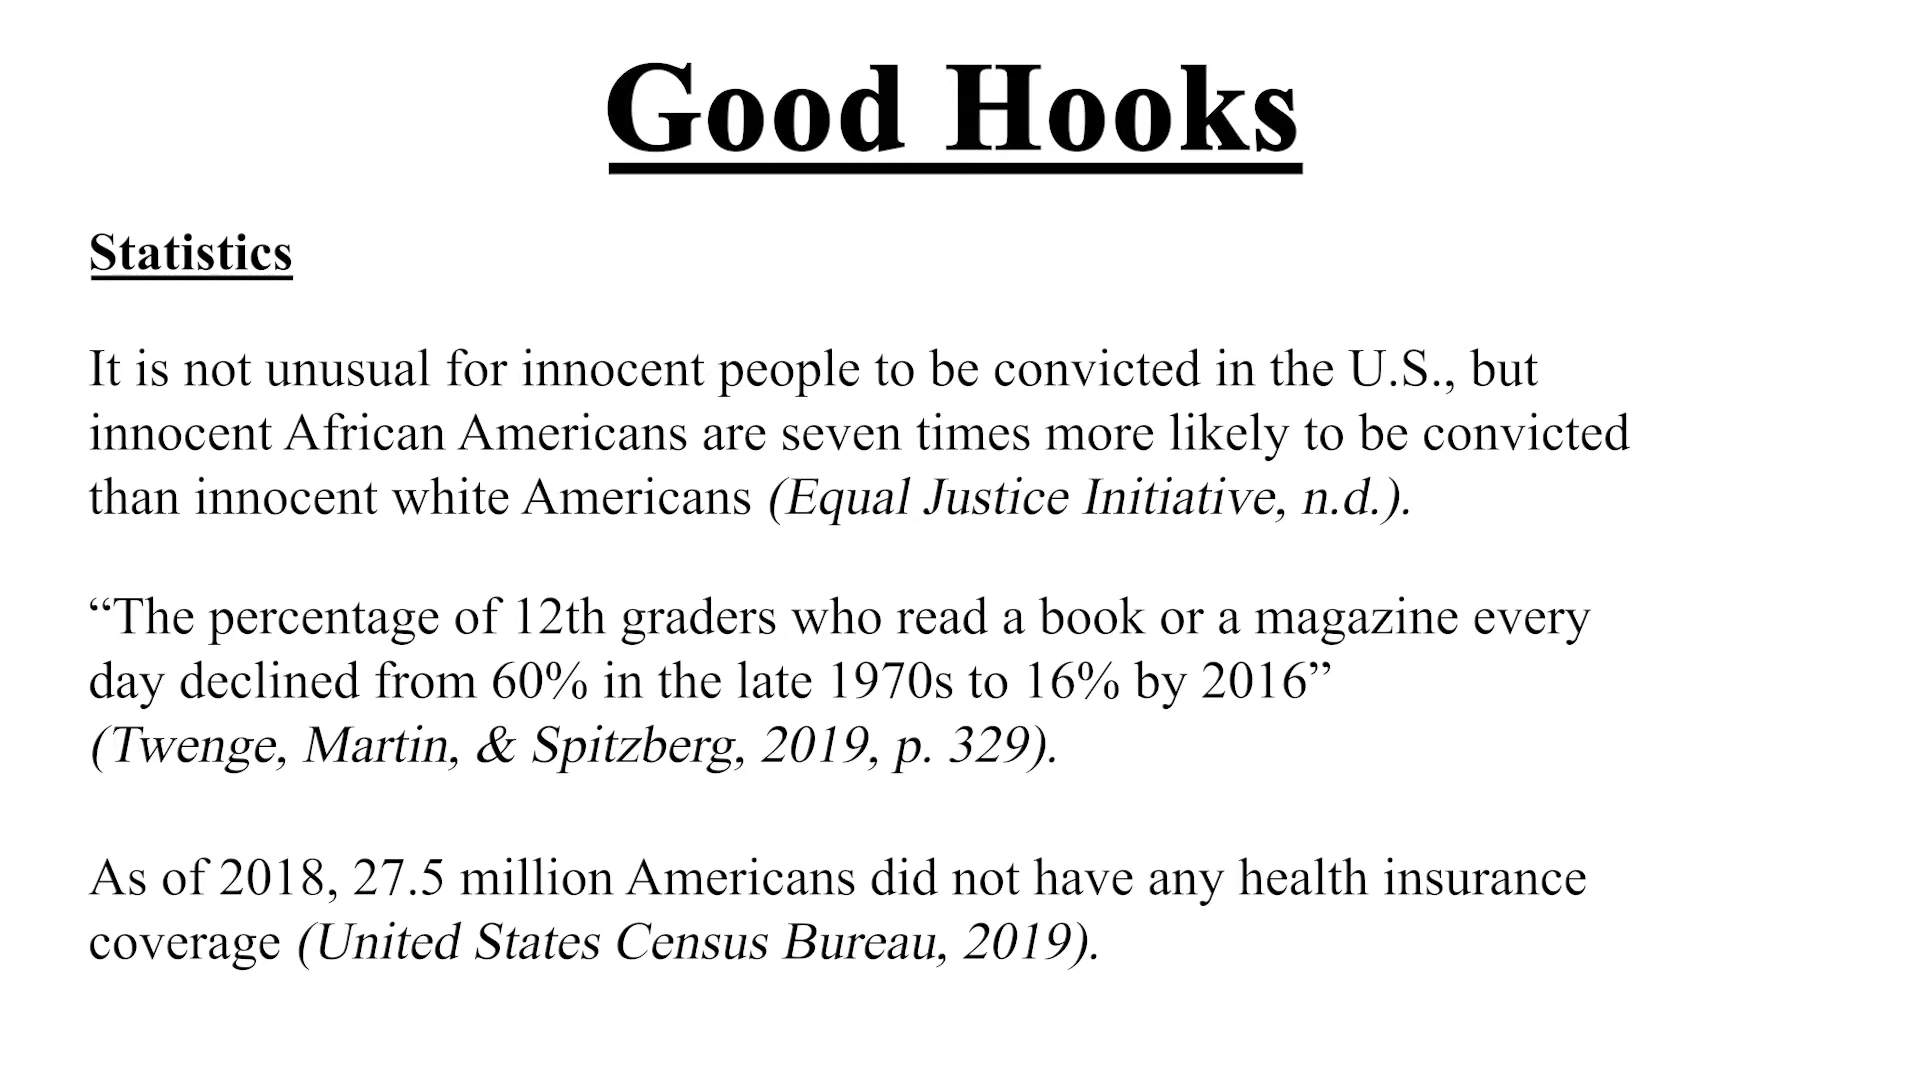 Good Hooks
Statistics
It is not unusual for innocent people to be convicted in the U.S., but
innocent African Americans are seven times more likely to be convicted
than innocent white Americans (Equal Justice Initiative, n.d.).
“The percentage of 12th graders who read a book or a magazine every
day declined from 60% in the late 1970s to 16% by 2016”
(Twenge, Martin, & Spitzberg, 2019, p. 329).
As of 2018, 27.5 million Americans did not have any health insurance
coverage (United States Census Bureau, 2019).